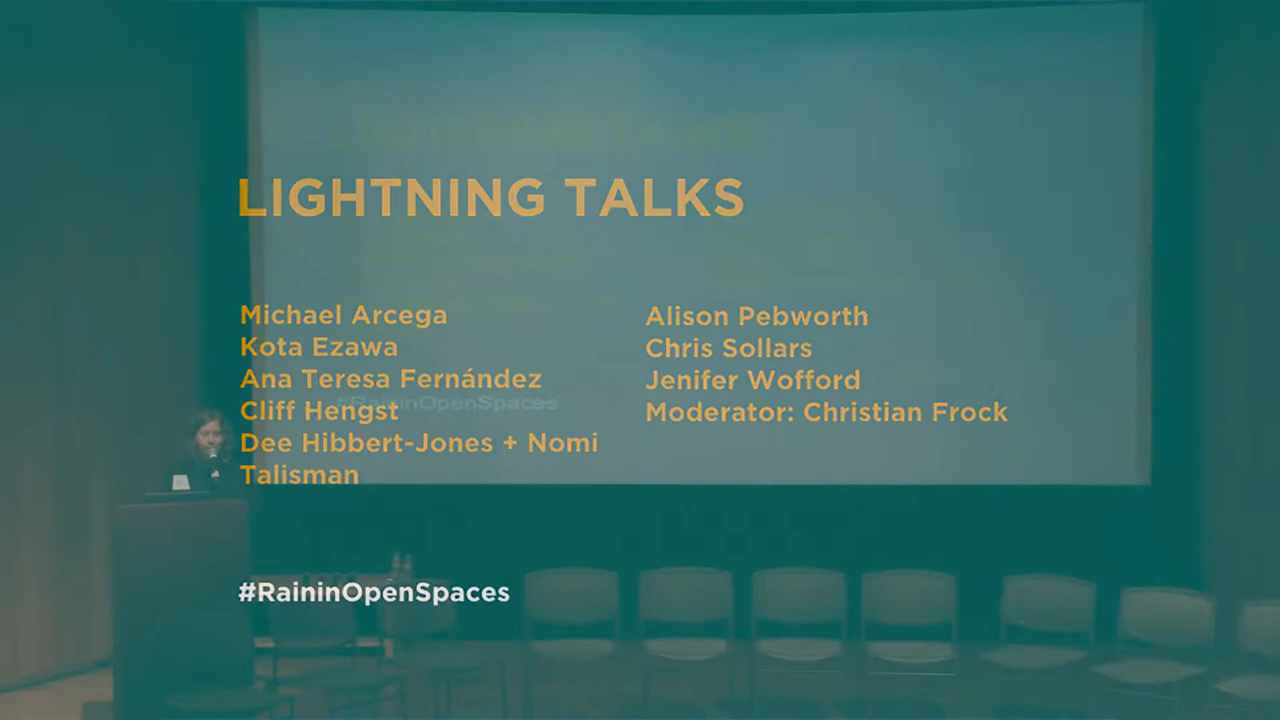 LIGHTNING TALKS
Michael Arcega
Kota Ezawa
Ana Teresa Fernández
Cliff Hengst
Dee Hibbert-Jones + Nomi
Talisman
Alison Pebworth
Chris Sollars
Jenifer Wofford
Moderator: Christian Frock
#RaininOpenSpaces
#RaininOpenSpaces